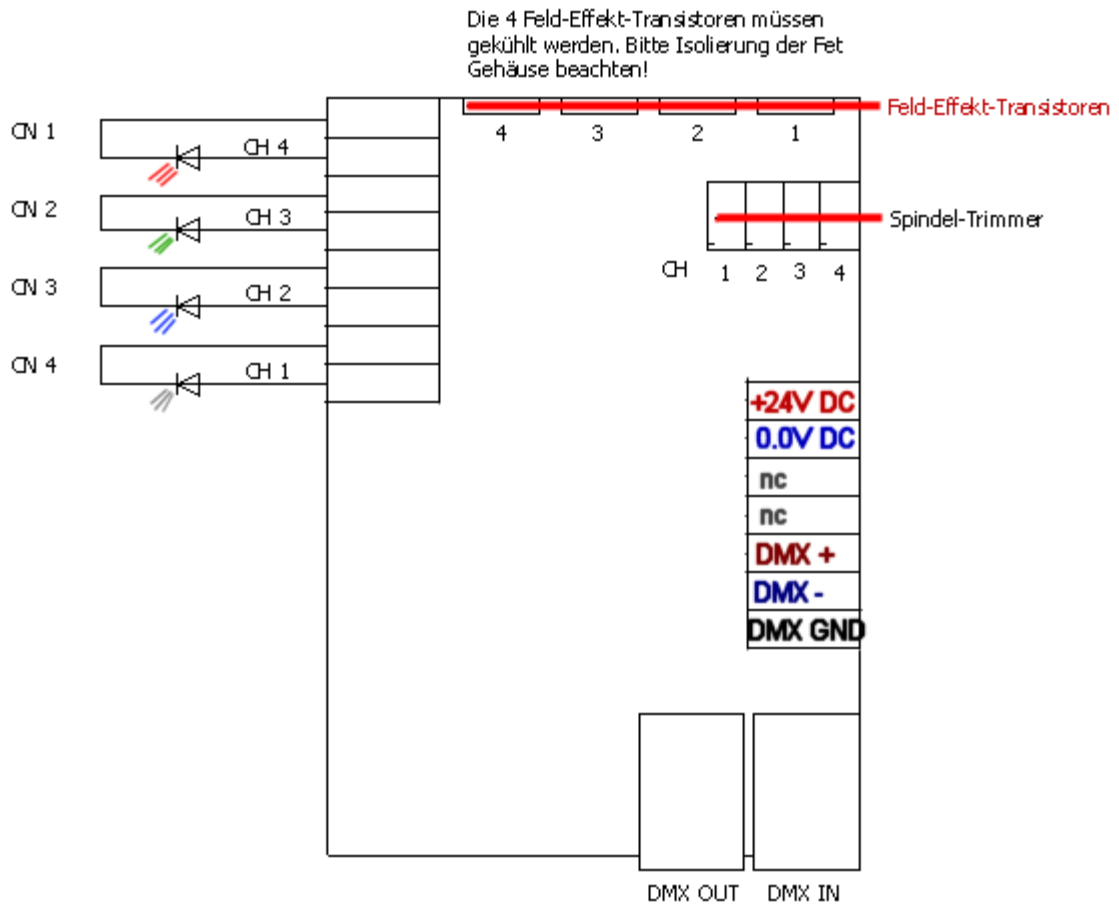 Die 4 Feld-Effekt-Transistoren müssen
gekühlt werden. Bitte Isolierung der Fet
Gehäuse beachten!
Feld-Effekt-Transistoren
4 3 2 1
CN 1 CH 4
CN 2 CH 3
Spindel-Trimmer
CH 1 2 3 4
CN 3 CH 2
CN 4 CH 1
+24V DC
0.0V DC
nc
nc
DMX +
DMX -
DMX GND
DMX OUT DMX IN